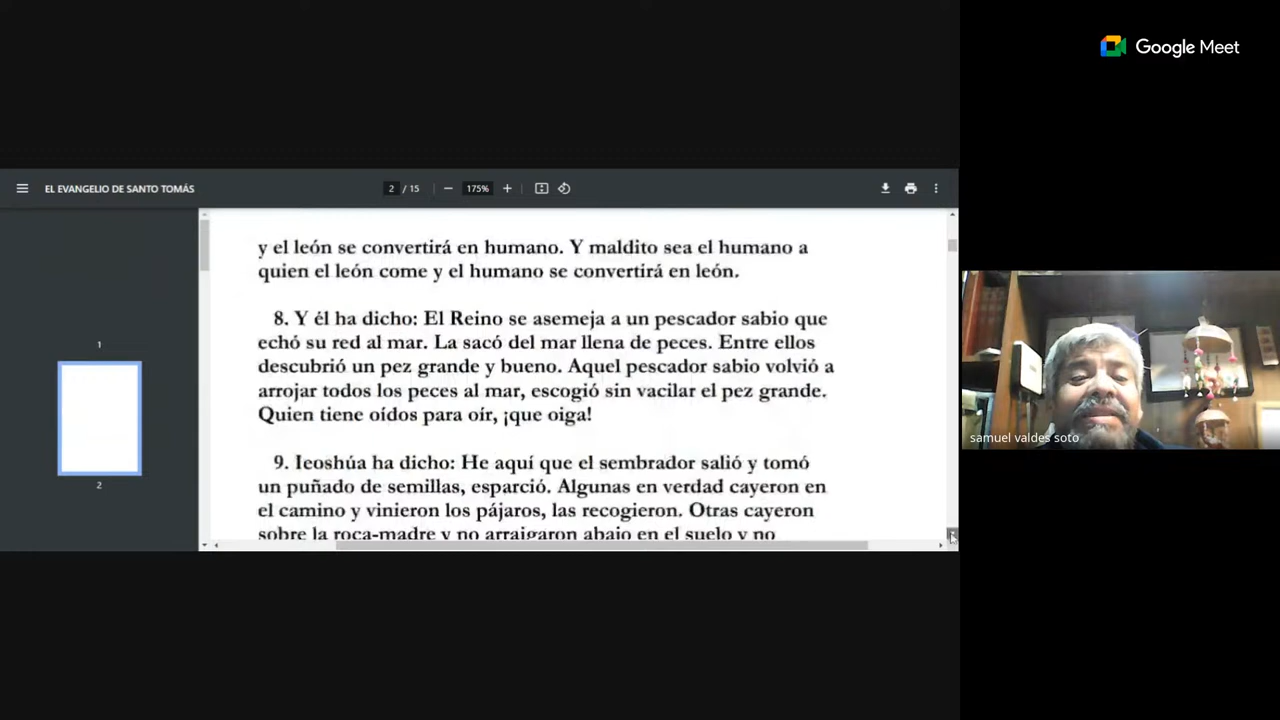 Google Meet
EL EVANGELIO DE SANTO TOMÁS
2 / 15
175%
y el león se convertirá en humano. Y maldito sea el humano a
quien el león come y el humano se convertirá en león.
8. Y él ha dicho: El Reino se asemeja a un pescador sabio que
echó su red al mar. La sacó del mar llena de peces. Entre ellos
descubrió un pez grande y bueno. Aquel pescador sabio volvió a
arrojar todos los peces al mar, escogió sin vacilar el pez grande.
Quien tiene oídos para oír, ¡que oiga!
9. Ieoshúa ha dicho: He aquí que el sembrador salió y tomó
un puñado de semillas, esparció. Algunas en verdad cayeron en
el camino y vinieron los pájaros, las recogieron. Otras cayeron
sobre la roca-madre y no arraigaron abajo en el suelo y no
1
2
samuel valdes soto